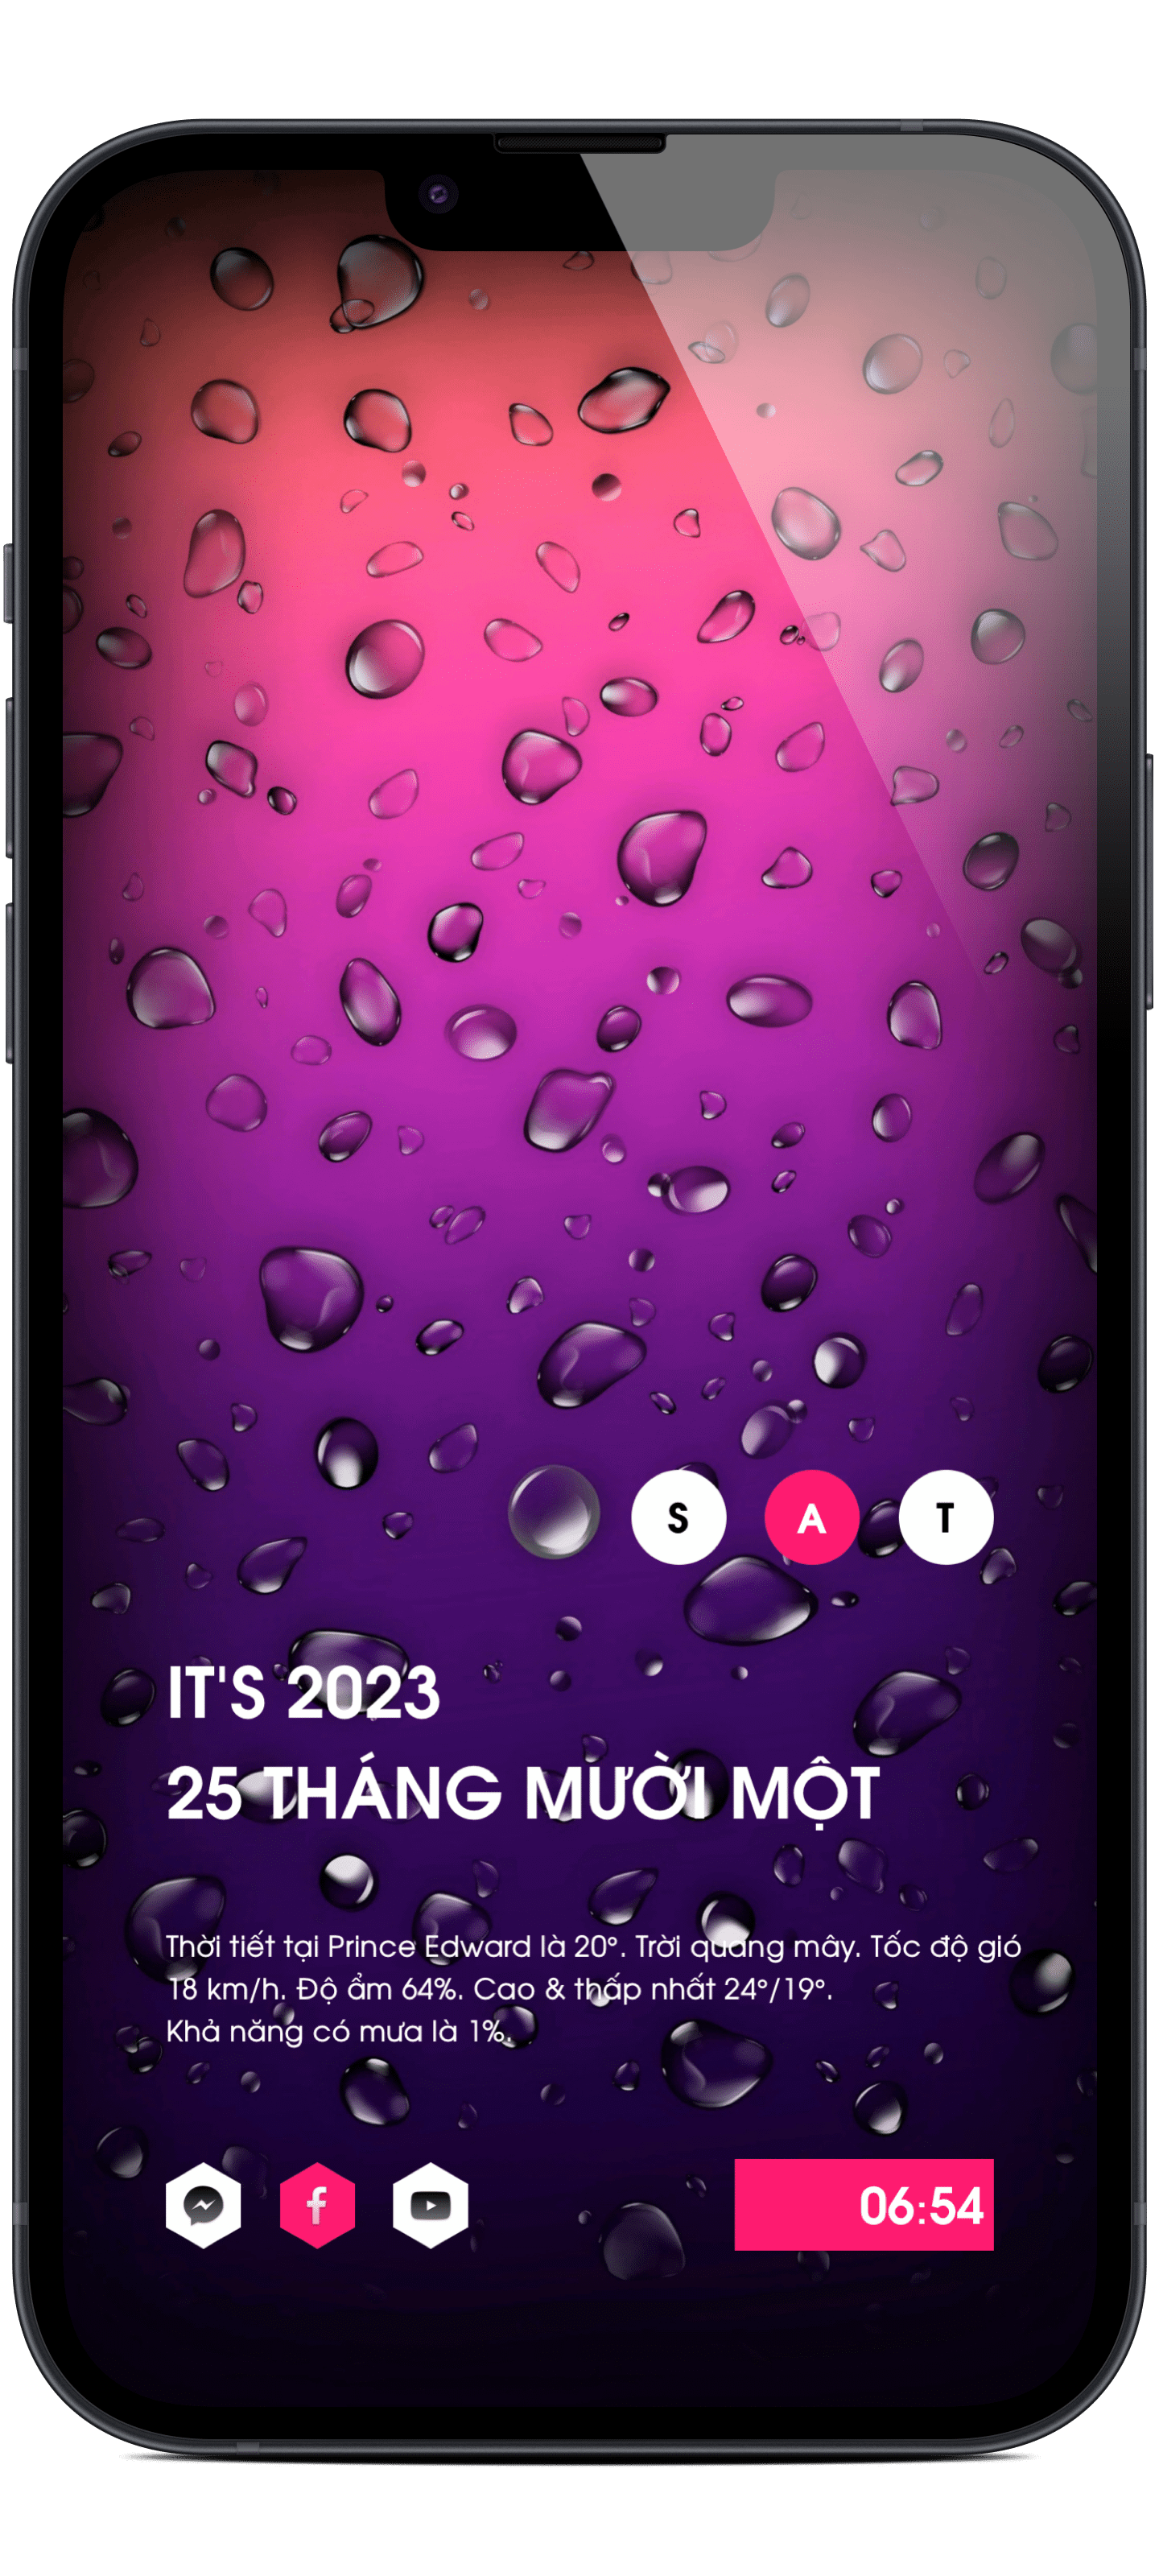 S A T
IT'S 2023
25 THÁNG MƯỜI MỘT
Thời tiết tại Prince Edward là 20°. Trời quang mây. Tốc độ gió
18 km/h. Độ ẩm 64%. Cao & thấp nhất 24°/19°.
Khả năng có mưa là 1%.
f
06:54